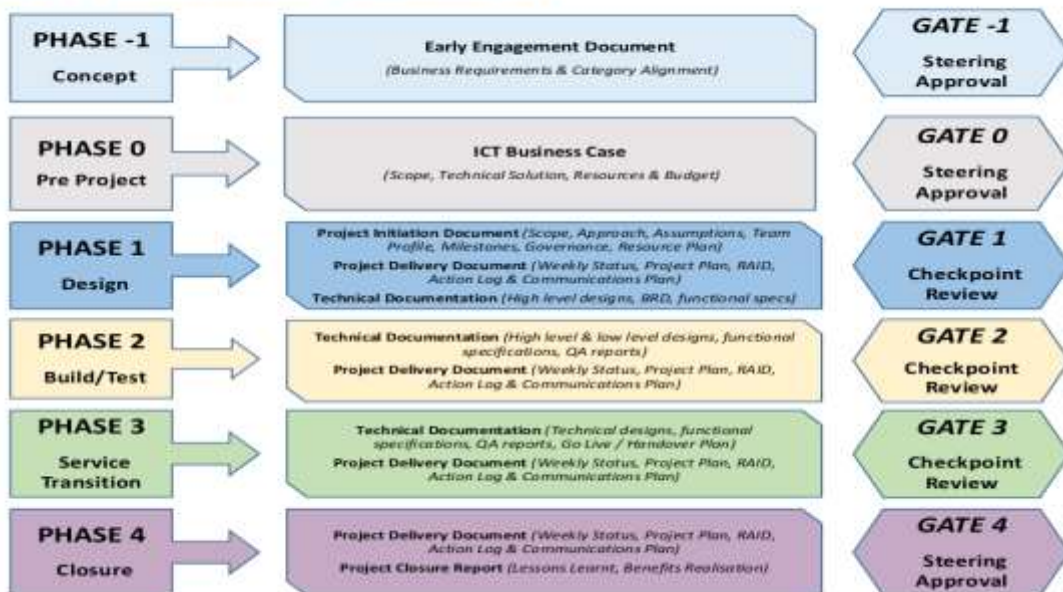 PHASE -1
Concept
Early Engagement Document
(Business Requirements & Category Alignment)
GATE -1
Steering
Approval
PHASE 0
Pre Project
ICT Business Case
(Scope, Technical Solution, Resources & Budget)
GATE 0
Steering
Approval
PHASE 1
Design
Project Initiation Document (Scope, Approach, Assumptions, Team
Profile, Milestones, Governance, Resource Plan)
Project Delivery Document (Weekly Status, Project Plan, RAID,
Action Log & Communications Plan)
Technical Documentation (High level designs, BRD, functional specs)
GATE 1
Checkpoint
Review
PHASE 2
Build/Test
Technical Documentation (High level & low level designs, functional
specifications, QA reports)
Project Delivery Document (Weekly Status, Project Plan, RAID,
Action Log & Communications Plan)
GATE 2
Checkpoint
Review
PHASE 3
Service
Transition
Technical Documentation (Technical designs, functional
specifications, QA reports, Go Live / Handover Plan)
Project Delivery Document (Weekly Status, Project Plan, RAID,
Action Log & Communications Plan)
GATE 3
Checkpoint
Review
PHASE 4
Closure
Project Delivery Document (Weekly Status, Project Plan, RAID,
Action Log & Communications Plan)
Project Closure Report (Lessons Learnt, Benefits Realisation)
GATE 4
Steering
Approval